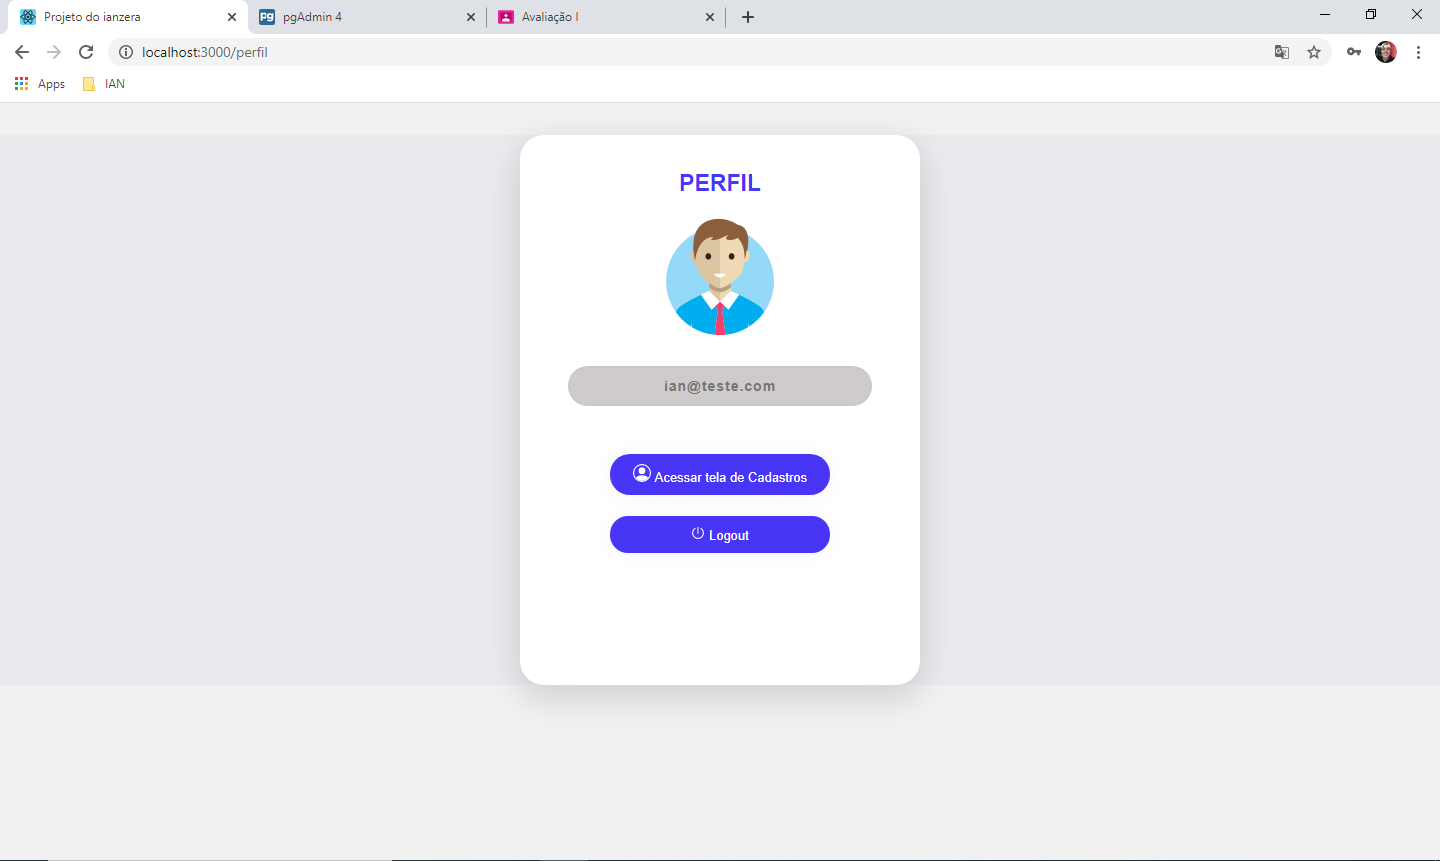 Projeto do ianzera
pgAdmin 4
Avaliação I
localhost:3000/perfil
Apps
IAN
PERFIL
ian@teste.com
Acessar tela de Cadastros
Logout